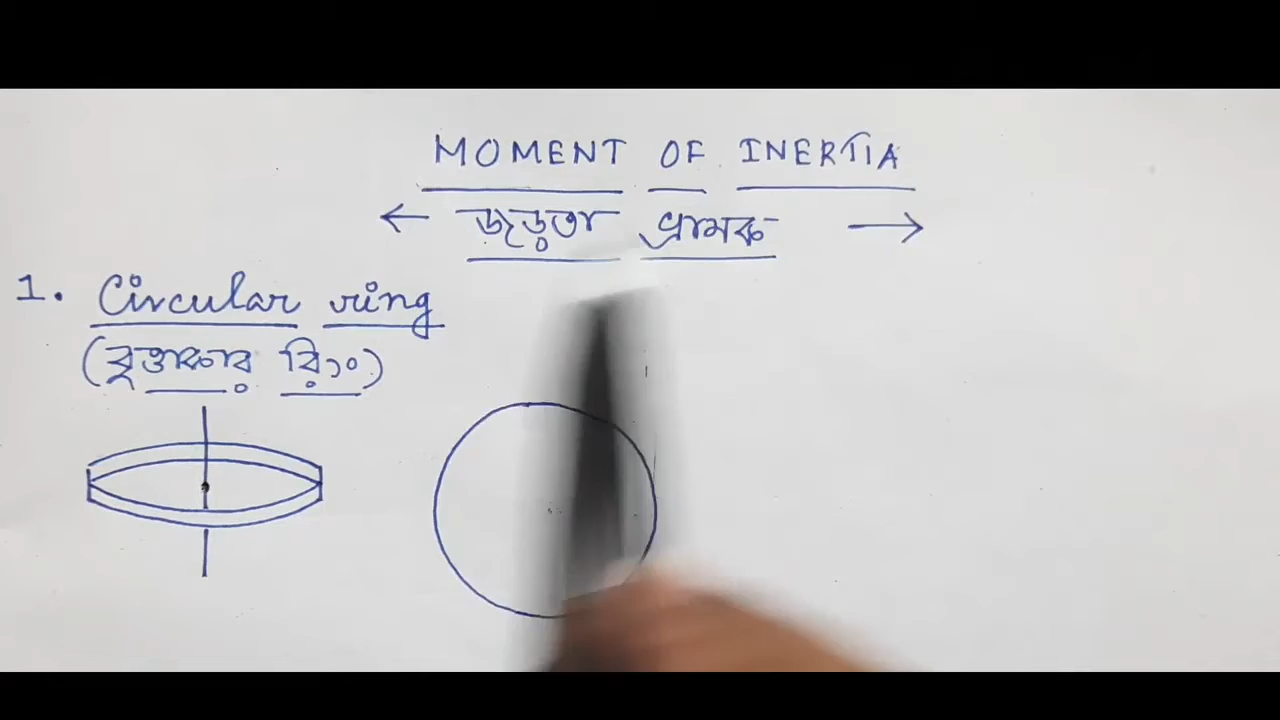 MOMENT OF INERTIA
← জড়তা ভ্রামক →
1. Circular ring
(বৃত্তাকার রিং)